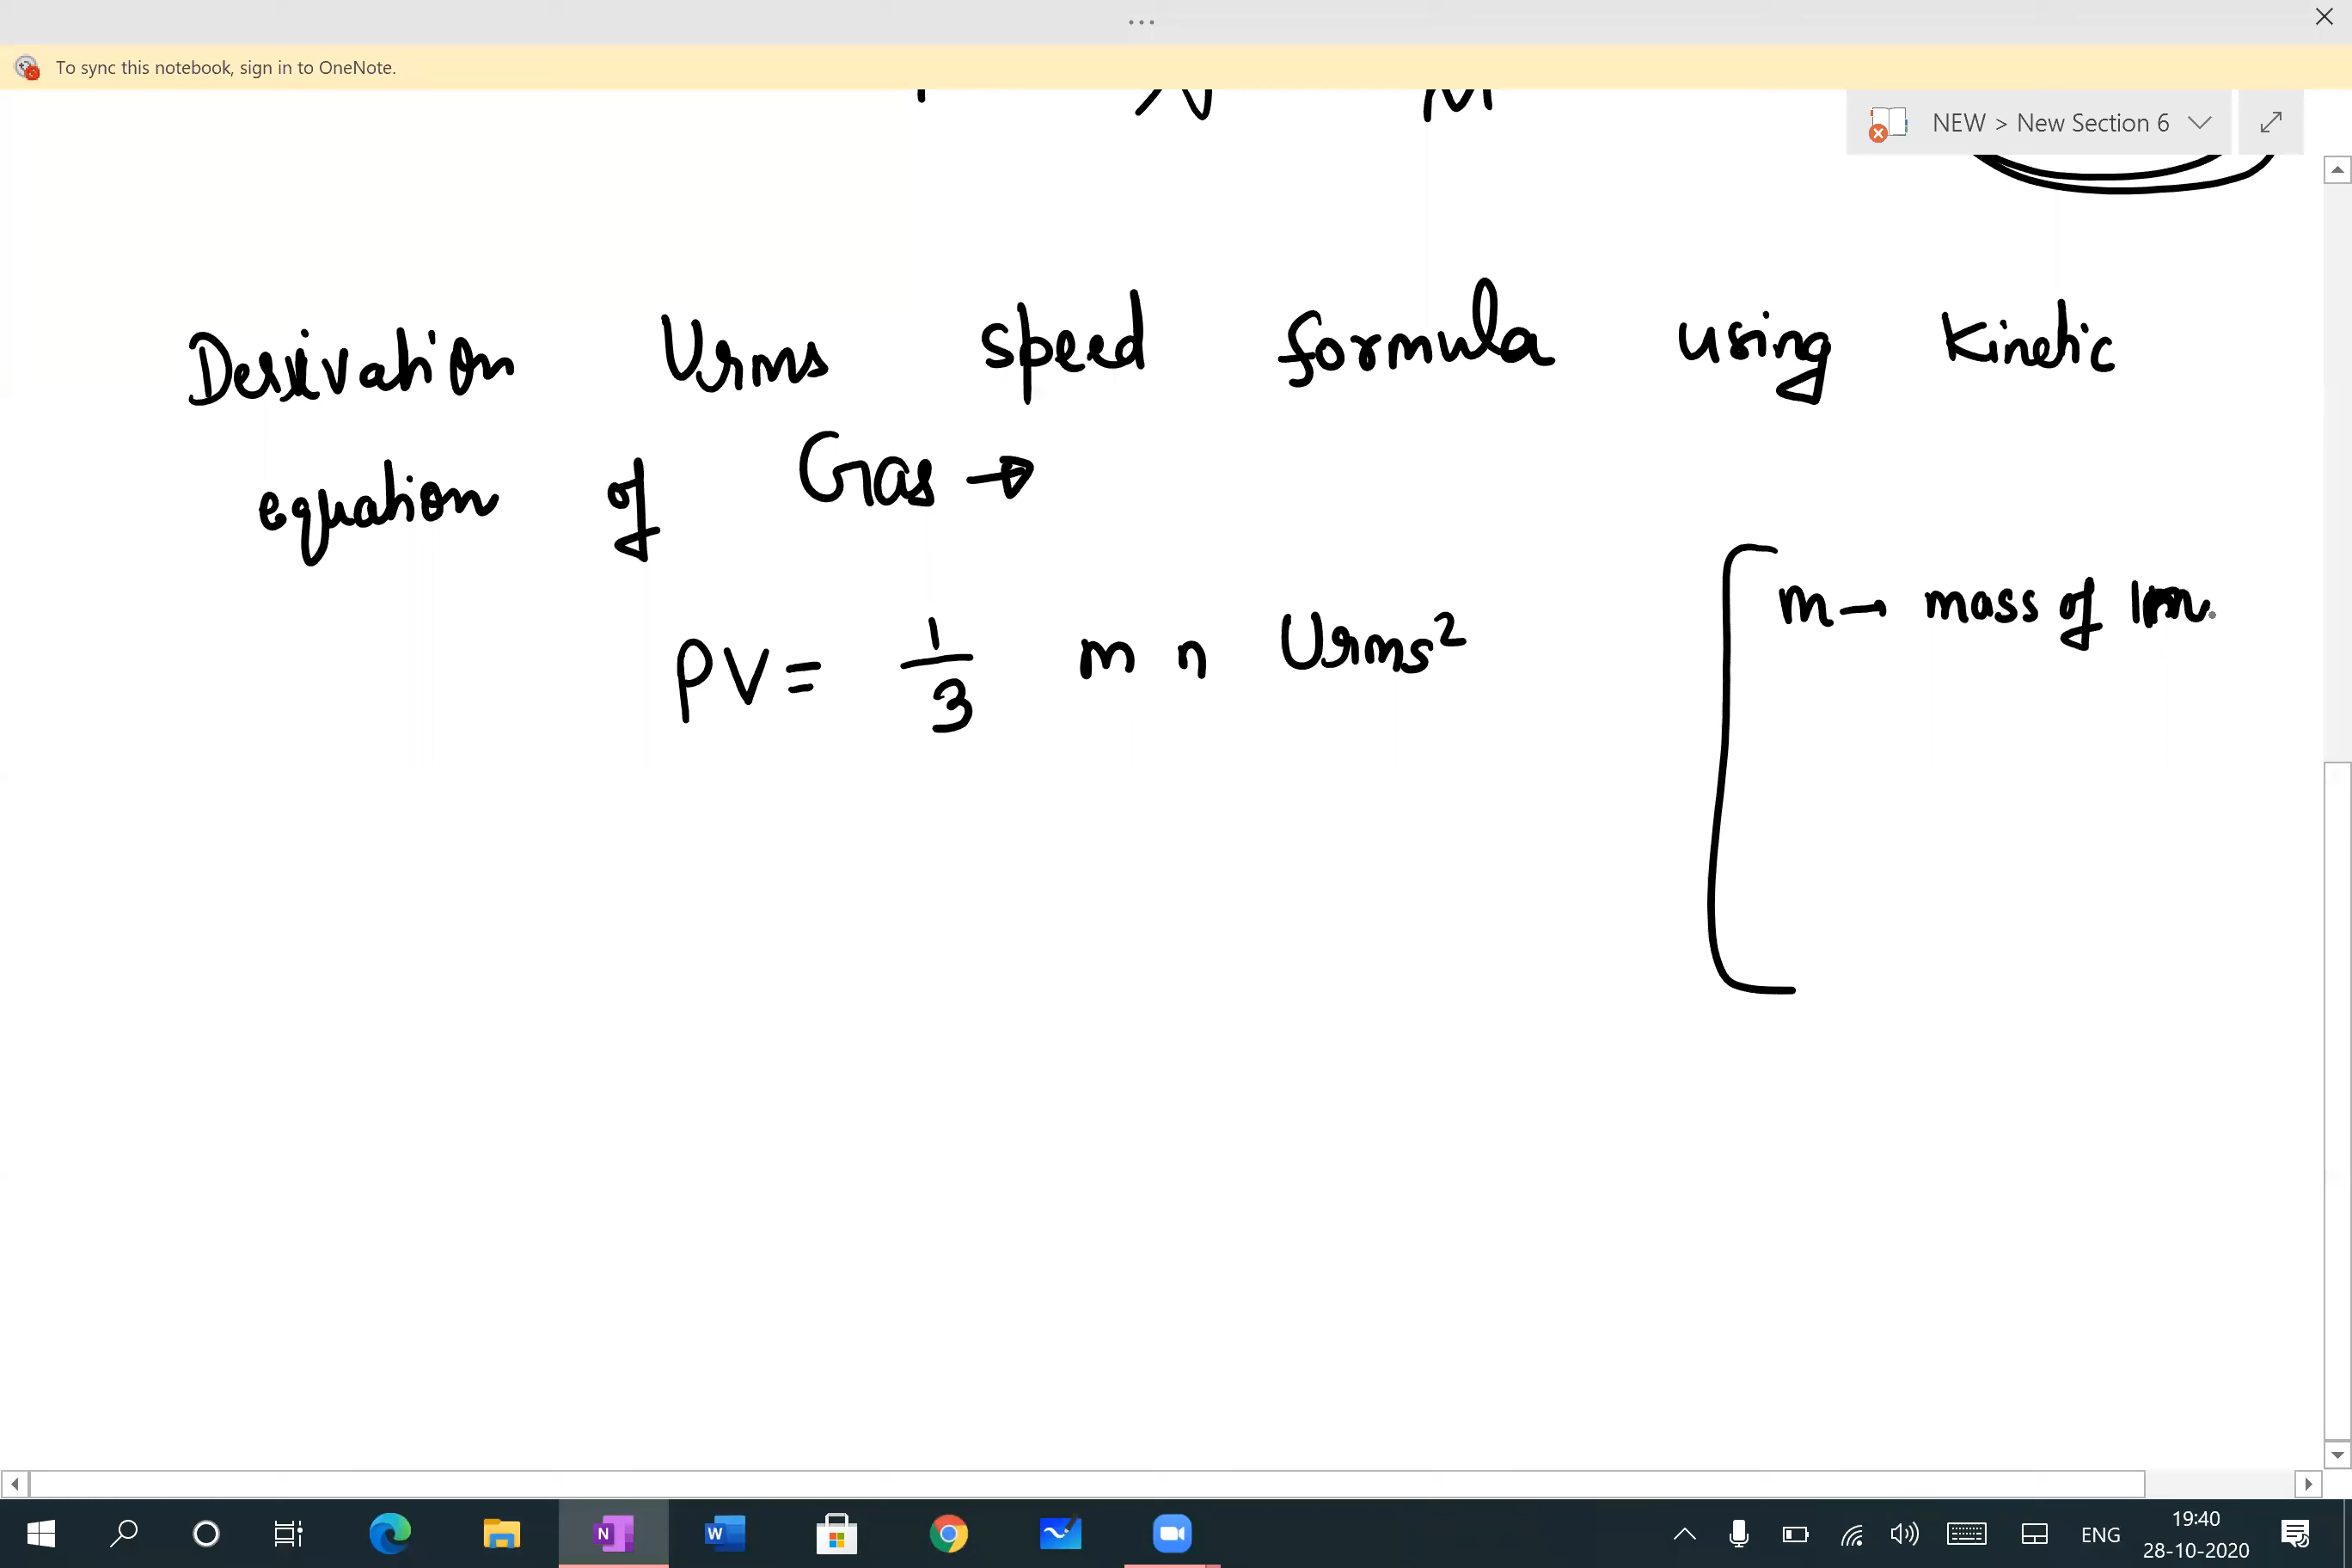 To sync this notebook, sign in to OneNote.
NEW > New Section 6
Derivation Urms speed formula using Kinetic
equation of Gas →
m → mass of 1 m
PV = 1/3 m n Urms²
ENG
19:40
28-10-2020